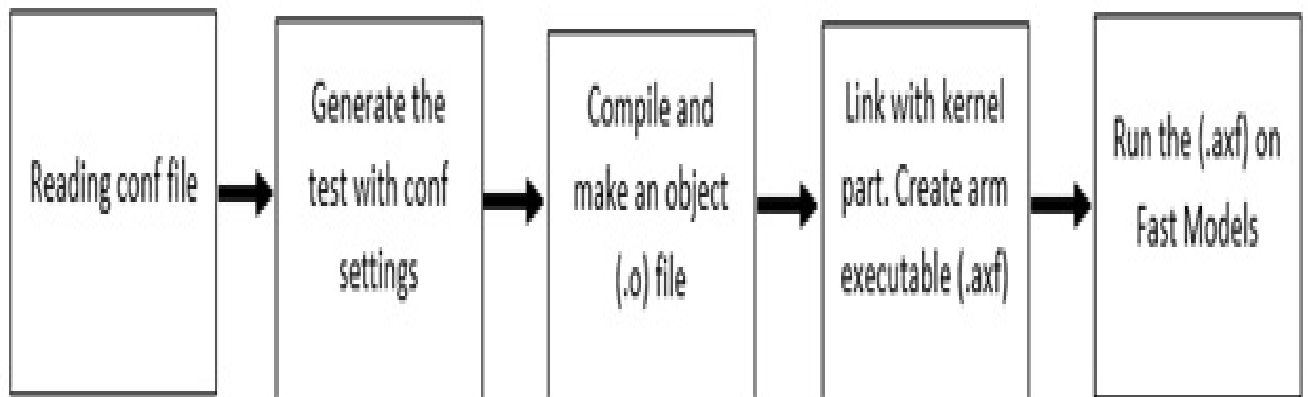 Reading conf file
Generate the
test with conf
settings
Compile and
make an object
(.o) file
Link with kernel
part. Create arm
executable (.axf)
Run the (.axf) on
Fast Models